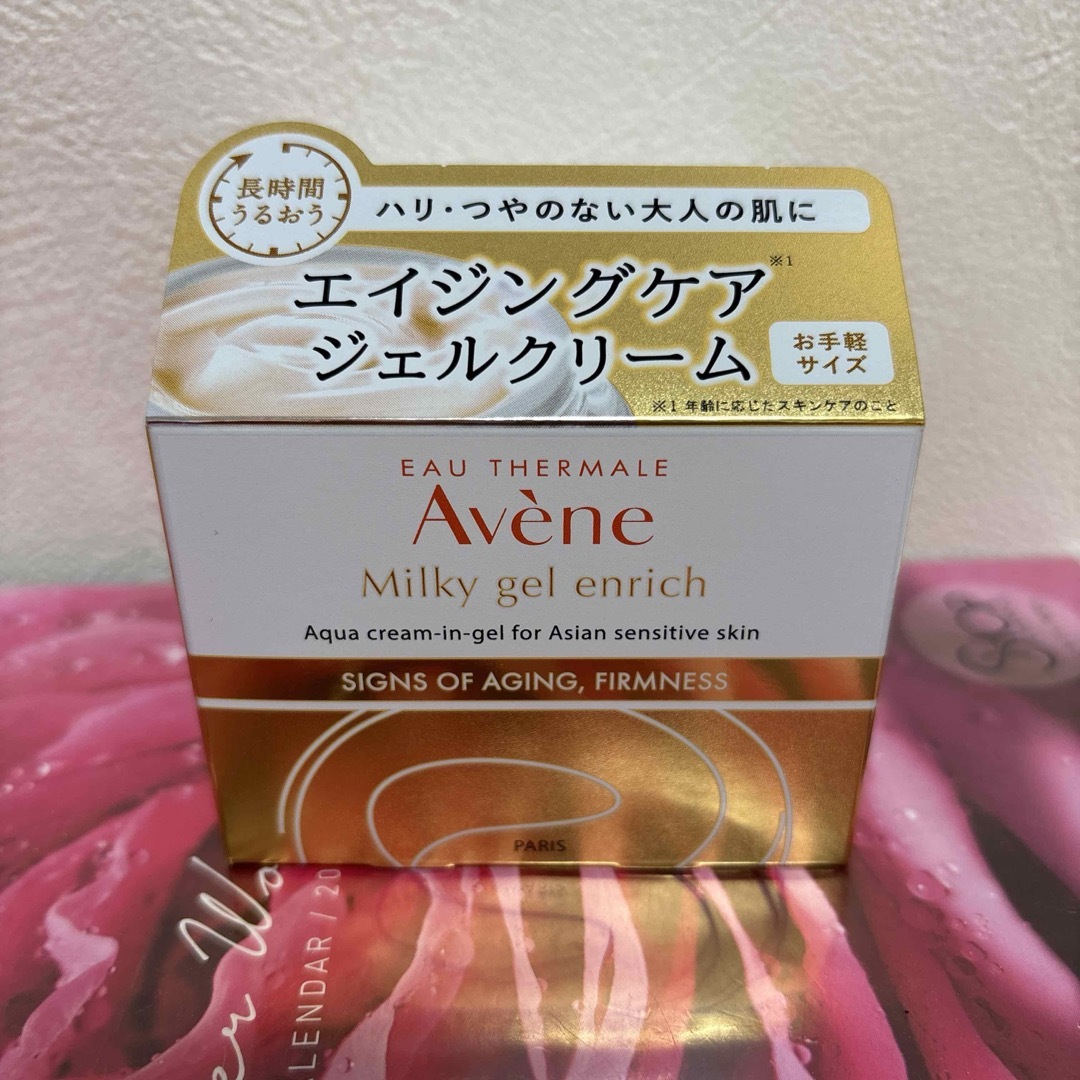 長時間
うるおう
ハリ・つやのない大人の肌に
エイジングケア※1
ジェルクリーム
お手軽
サイズ
※1 年齢に応じたスキンケアのこと
EAU THERMALE
Avène
Milky gel enrich
Aqua cream-in-gel for Asian sensitive skin
SIGNS OF AGING, FIRMNESS
PARIS